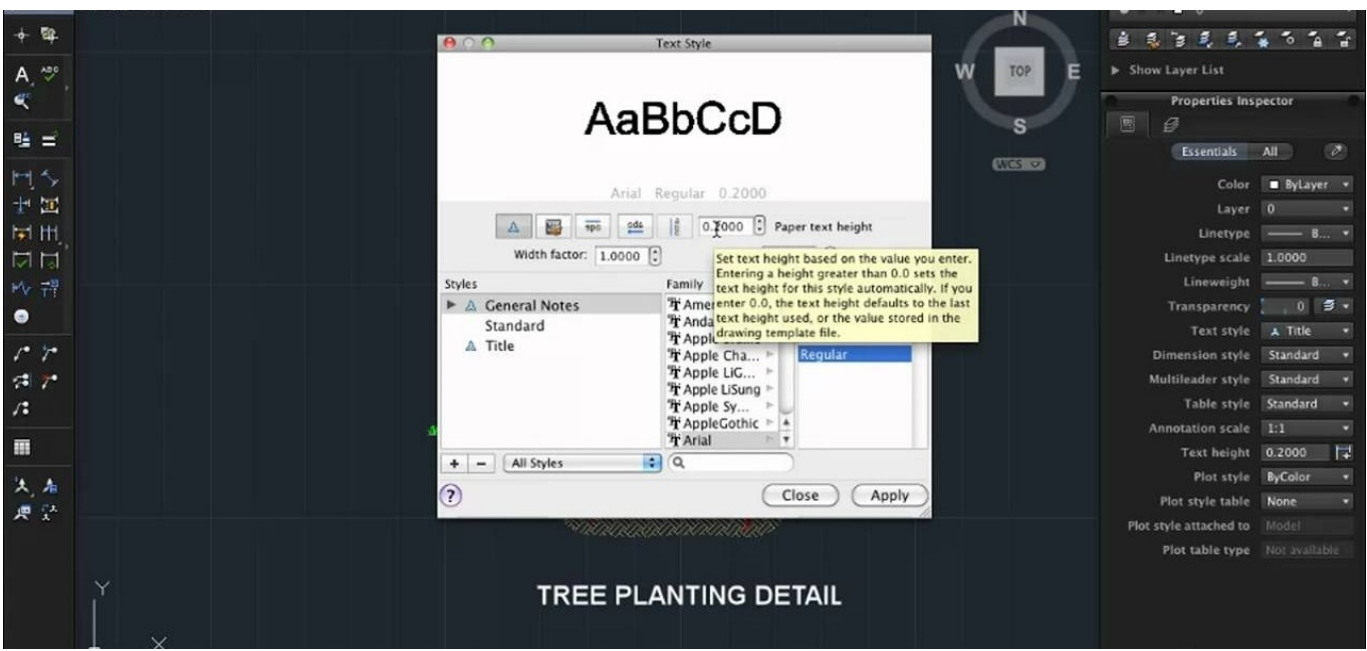 Text Style
N
W
TOP
E
S
WCS
AaBbCcD
Arial Regular 0.2000
0.2000 Paper text height
Width factor: 1.0000
Set text height based on the value you enter.
Entering a height greater than 0.0 sets the
text height for this style automatically. If you
enter 0.0, the text height defaults to the last
text height used, or the value stored in the
drawing template file.
Styles
General Notes
Standard
Title
Family
Apple Cha...
Apple LiG...
Apple LiSung
Apple Sy...
AppleGothic
Arial
Regular
+ - All Styles
?
Close
Apply
TREE PLANTING DETAIL
Y
X
A
ABC
Show Layer List
Properties Inspector
Essentials All
Color ByLayer
Layer 0
Linetype B...
Linetype scale 1.0000
Lineweight B...
Transparency 0
Text style A Title
Dimension style Standard
Multileader style Standard
Table style Standard
Annotation scale 1:1
Text height 0.2000
Plot style ByColor
Plot style table None
Plot style attached to Model
Plot table type Not available